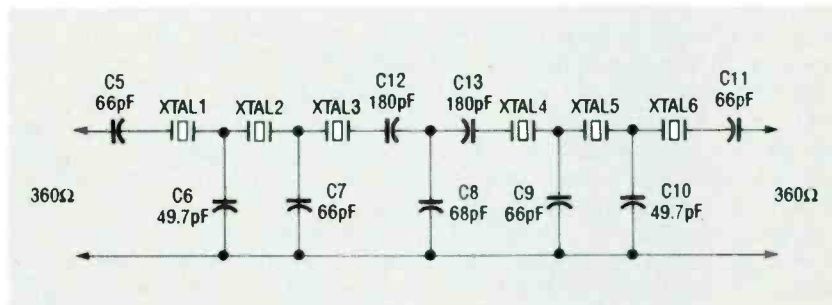 C5
66pF
XTAL1
XTAL2
XTAL3
C12
180pF
C13
180pF
XTAL4
XTAL5
XTAL6
C11
66pF
360Ω
C6
49.7pF
C7
66pF
C8
68pF
C9
66pF
C10
49.7pF
360Ω